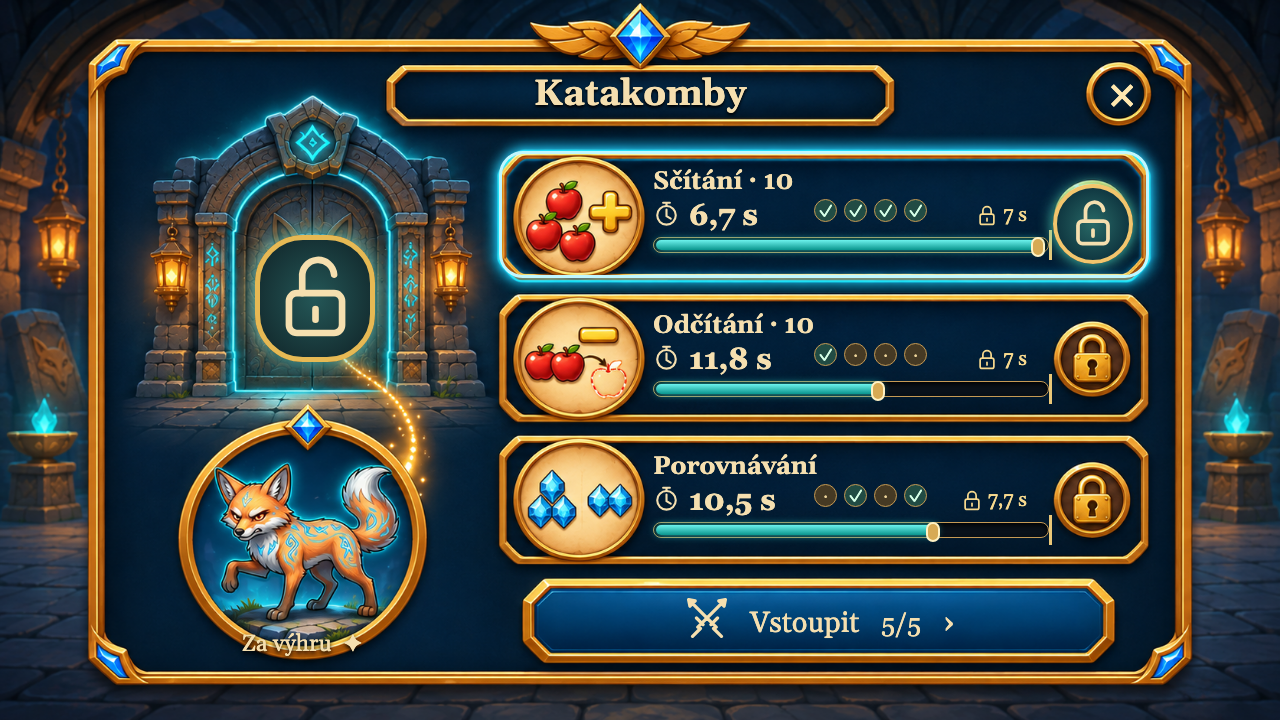 Katakomby
Sčítání · 10
6,7 s
7 s
Odčítání · 10
11,8 s
7 s
Porovnávání
10,5 s
7,7 s
Za výhru
Vstoupit 5/5 ›